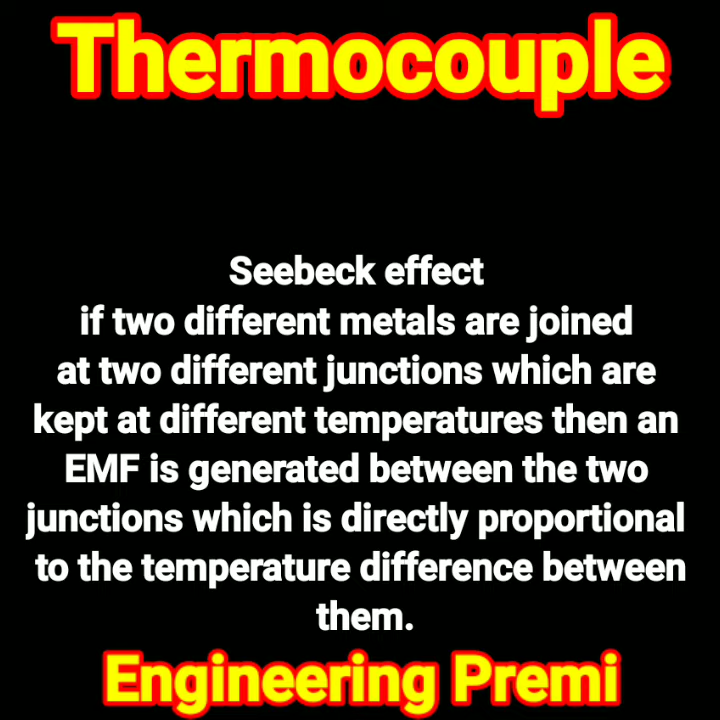 Thermocouple
Seebeck effect
if two different metals are joined
at two different junctions which are
kept at different temperatures then an
EMF is generated between the two
junctions which is directly proportional
to the temperature difference between
them.
Engineering Premi